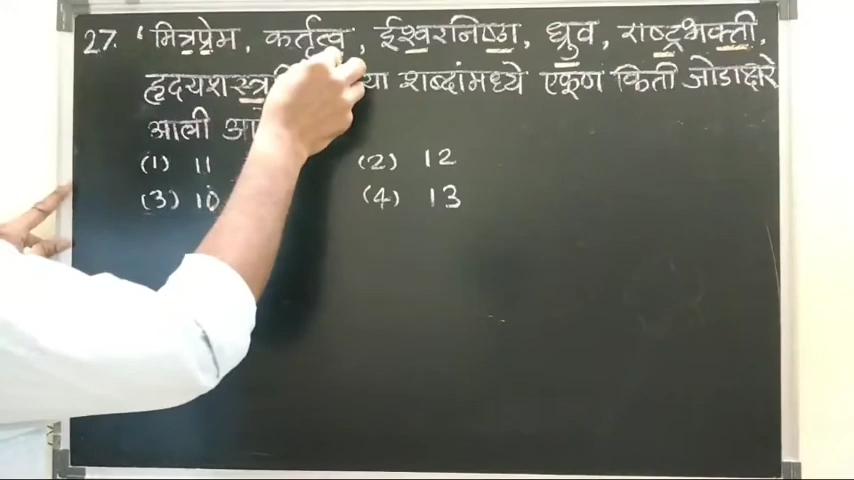 27. ' मित्रप्रेम, कर्तृत्व, ईश्वरनिष्ठा, ध्रुव, राष्ट्रभक्ती,
हृदयशस्त्र या शब्दांमध्ये एकूण किती जोडाक्षरे
आली
(1) 11 (2) 12
(3) 10 (4) 13